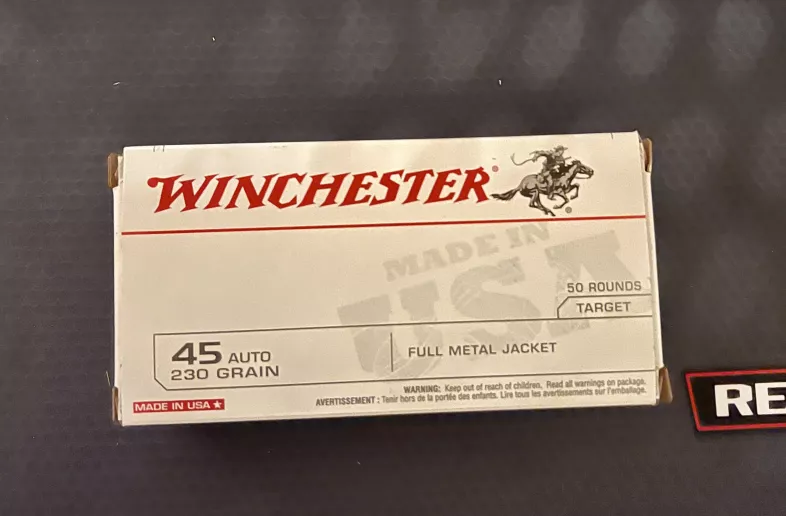 WINCHESTER®
MADE IN
USA
50 ROUNDS
TARGET
45 AUTO
230 GRAIN
FULL METAL JACKET
WARNING: Keep out of reach of children. Read all warnings on package.
AVERTISSEMENT : Tenir hors de la portée des enfants. Lire tous les avertissements sur l'emballage.
MADE IN USA ★
RE